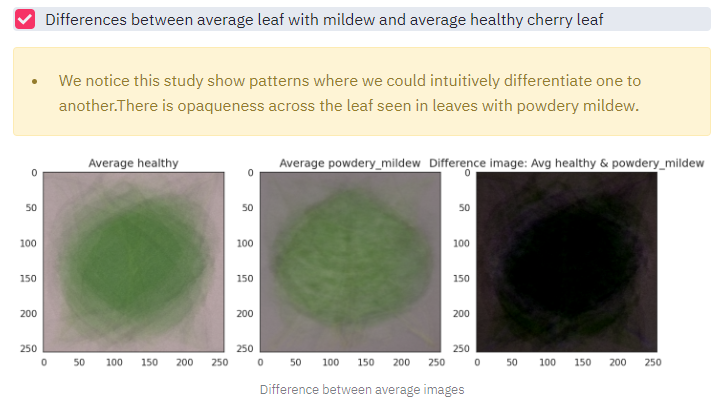 Differences between average leaf with mildew and average healthy cherry leaf
We notice this study show patterns where we could intuitively differentiate one to
another.There is opaqueness across the leaf seen in leaves with powdery mildew.
Average healthy Average powdery_mildew Difference image: Avg healthy & powdery_mildew
0 0 0
50 50 50
100 100 100
150 150 150
200 200 200
250 250 250
0 50 100 150 200 250 0 50 100 150 200 250 0 50 100 150 200 250
Difference between average images